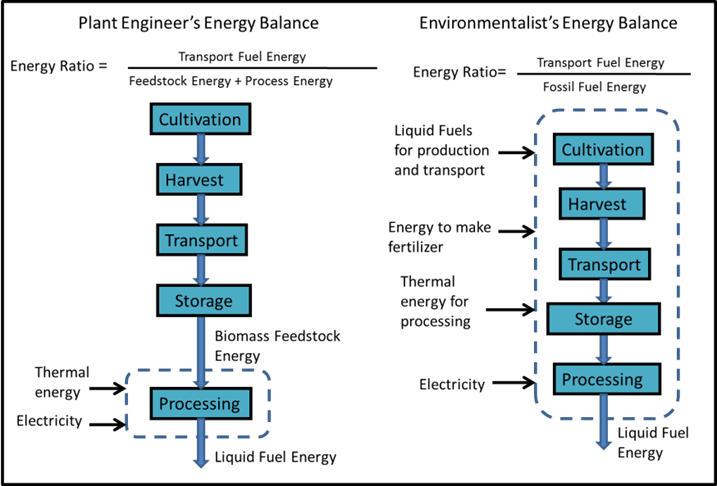 Plant Engineer's Energy Balance
Energy Ratio =
Transport Fuel Energy
Feedstock Energy + Process Energy
Cultivation
Harvest
Transport
Storage
Biomass Feedstock
Energy
Thermal
energy
Electricity
Processing
Liquid Fuel Energy
Environmentalist's Energy Balance
Energy Ratio=
Transport Fuel Energy
Fossil Fuel Energy
Liquid Fuels
for production
and transport
Cultivation
Harvest
Energy to make
fertilizer
Transport
Thermal
energy for
processing
Storage
Electricity
Processing
Liquid Fuel
Energy